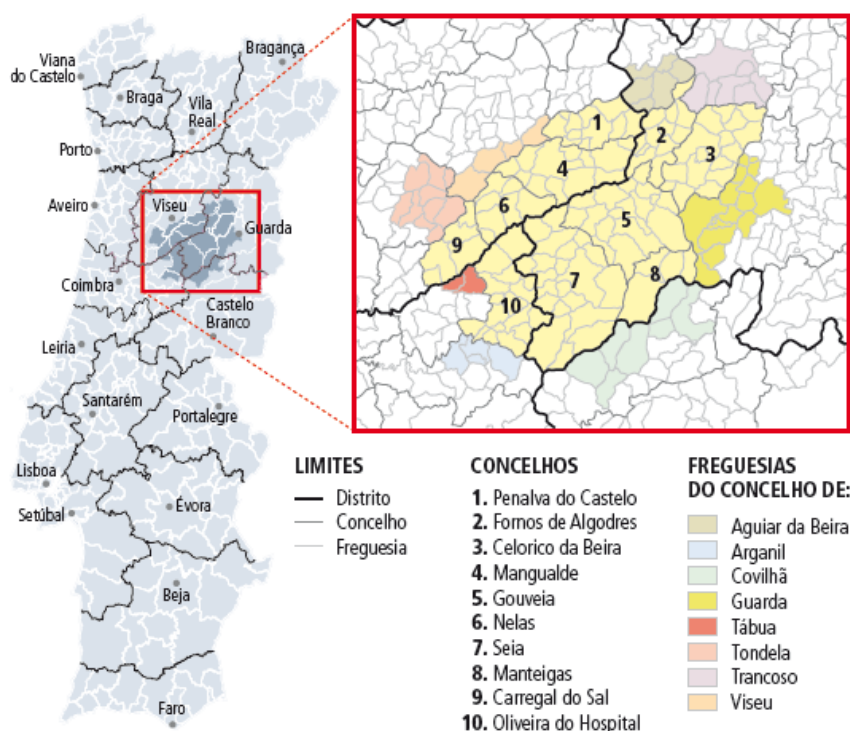 Viana
do Castelo
Bragança
Braga
Vila
Real
Porto
Aveiro
Viseu
Guarda
Coimbra
Castelo
Branco
Leiria
Santarém
Portalegre
Lisboa
Setúbal
Évora
Beja
Faro
1
2
3
4
5
6
7
8
9
10
LIMITES
Distrito
Concelho
Freguesia
CONCELHOS
1. Penalva do Castelo
2. Fornos de Algodres
3. Celorico da Beira
4. Mangualde
5. Gouveia
6. Nelas
7. Seia
8. Manteigas
9. Carregal do Sal
10. Oliveira do Hospital
FREGUESIAS
DO CONCELHO DE:
Aguiar da Beira
Arganil
Covilhã
Guarda
Tábua
Tondela
Trancoso
Viseu